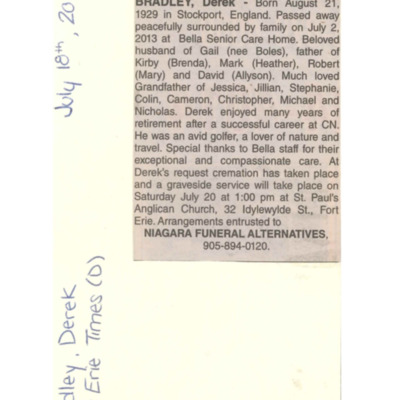 BRADLEY, Derek - Born August 21,
1929 in Stockport, England. Passed away
peacefully surrounded by family on July 2,
2013 at Bella Senior Care Home. Beloved
husband of Gail (nee Boles), father of
Kirby (Brenda), Mark (Heather), Robert
(Mary) and David (Allyson). Much loved
Grandfather of Jessica, Jillian, Stephanie,
Colin, Cameron, Christopher, Michael and
Nicholas. Derek enjoyed many years of
retirement after a successful career at CN.
He was an avid golfer, a lover of nature and
travel. Special thanks to Bella staff for their
exceptional and compassionate care. At
Derek's request cremation has taken place
and a graveside service will take place on
Saturday July 20 at 1:00 pm at St. Paul's
Anglican Church, 32 Idylewylde St., Fort
Erie. Arrangements entrusted to
NIAGARA FUNERAL ALTERNATIVES,
905-894-0120.
July 18th, 20
dley, Derek
Erie Times (D)